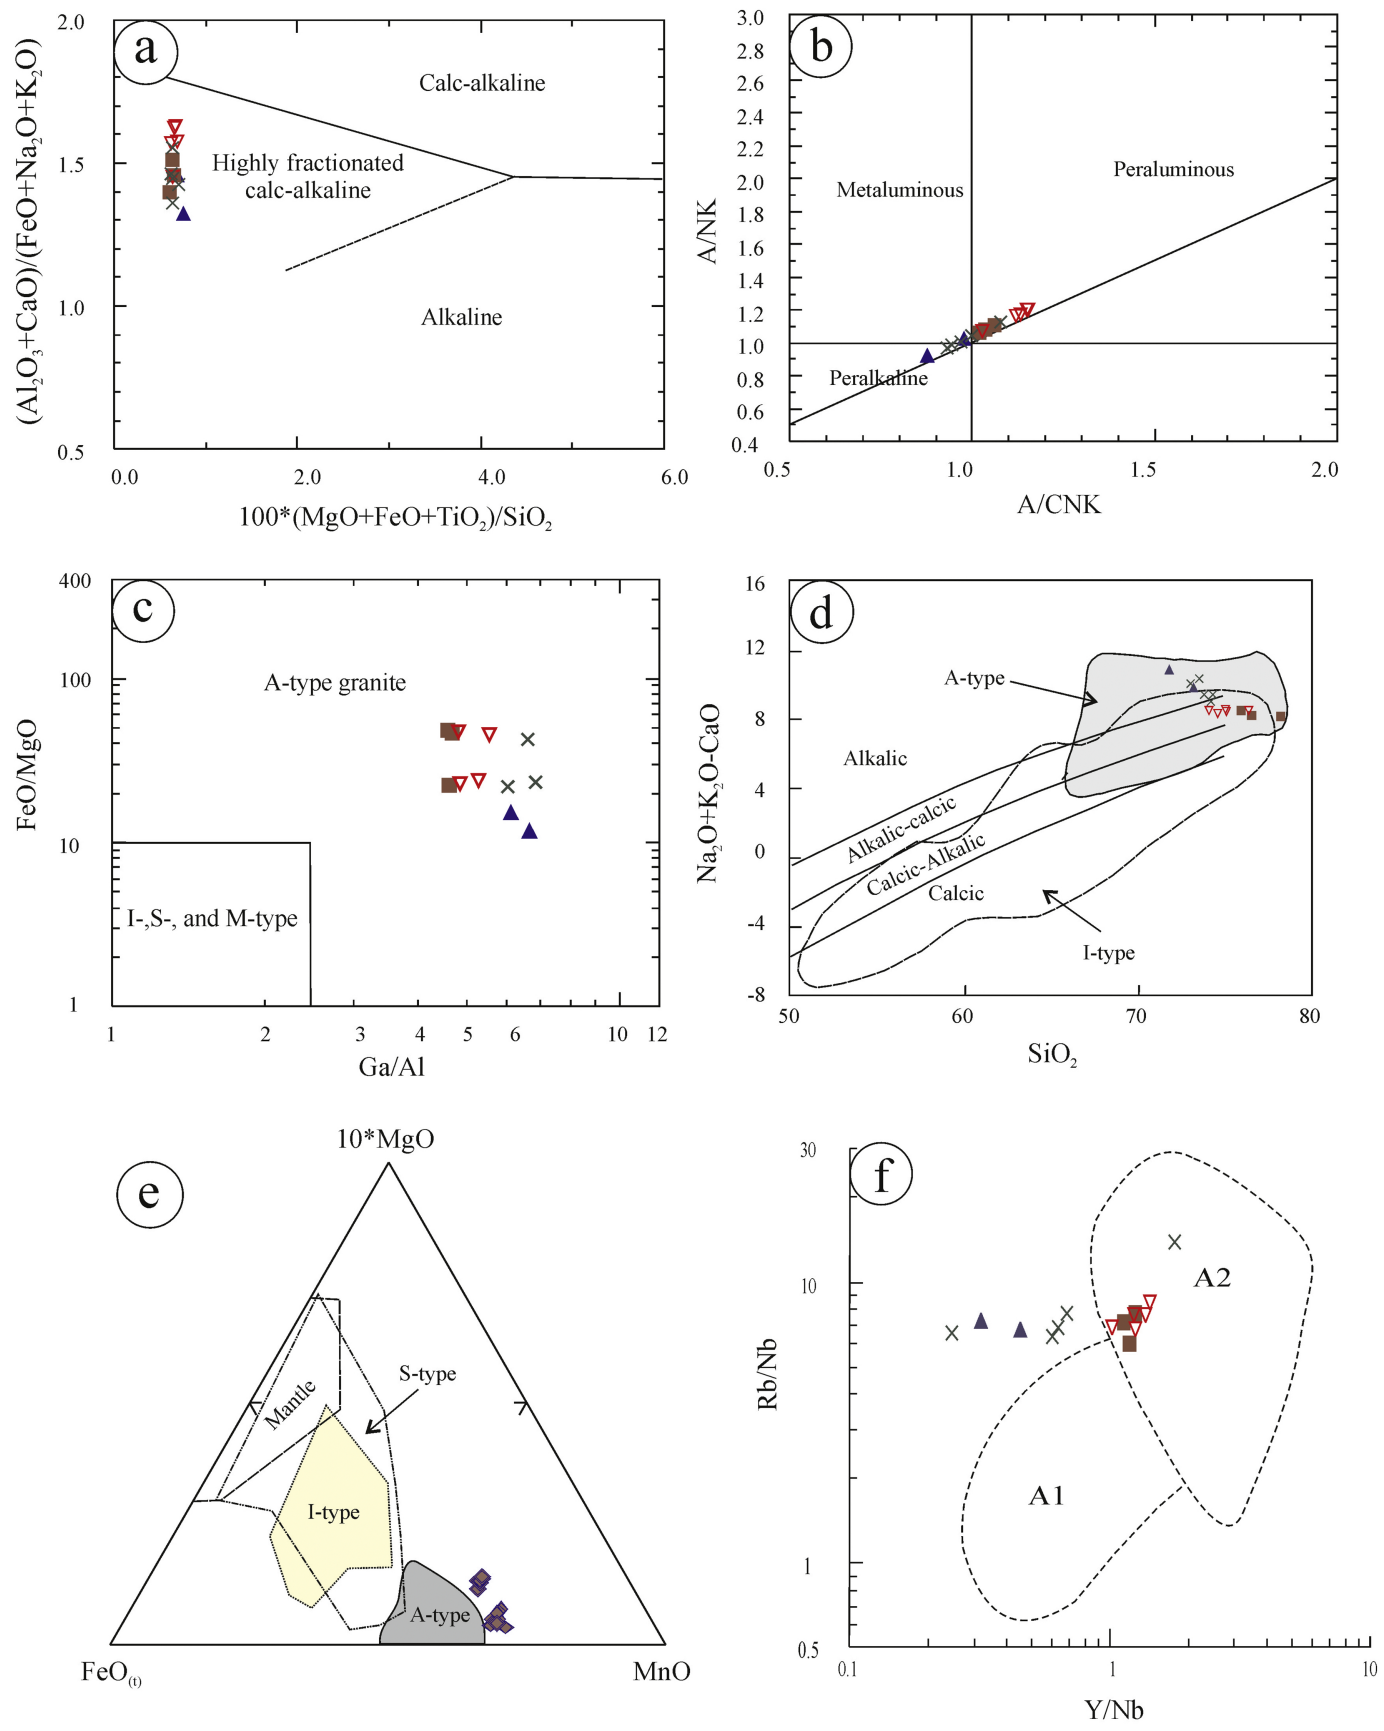 a
2.0
1.5
1.0
0.5
(Al₂O₃+CaO)/(FeO+Na₂O+K₂O)
Calc-alkaline
Highly fractionated
calc-alkaline
Alkaline
0.0 2.0 4.0 6.0
100*(MgO+FeO+TiO₂)/SiO₂
b
3.0
2.8
2.6
2.4
2.2
2.0
1.8
1.6
1.4
1.2
1.0
0.8
0.6
0.4
A/NK
Metaluminous
Peraluminous
Peralkaline
0.5 1.0 1.5 2.0
A/CNK
c
400
100
10
1
FeO/MgO
A-type granite
I-,S-, and M-type
1 2 3 4 5 6 10 12
Ga/Al
d
16
12
8
4
0
-4
-8
Na₂O+K₂O-CaO
A-type
Alkalic
Alkalic-calcic
Calcic-Alkalic
Calcic
I-type
50 60 70 80
SiO₂
e
10*MgO
Mantle
S-type
I-type
A-type
FeO(t) MnO
f
30
10
1
0.5
Rb/Nb
A2
A1
0.1 1 10
Y/Nb